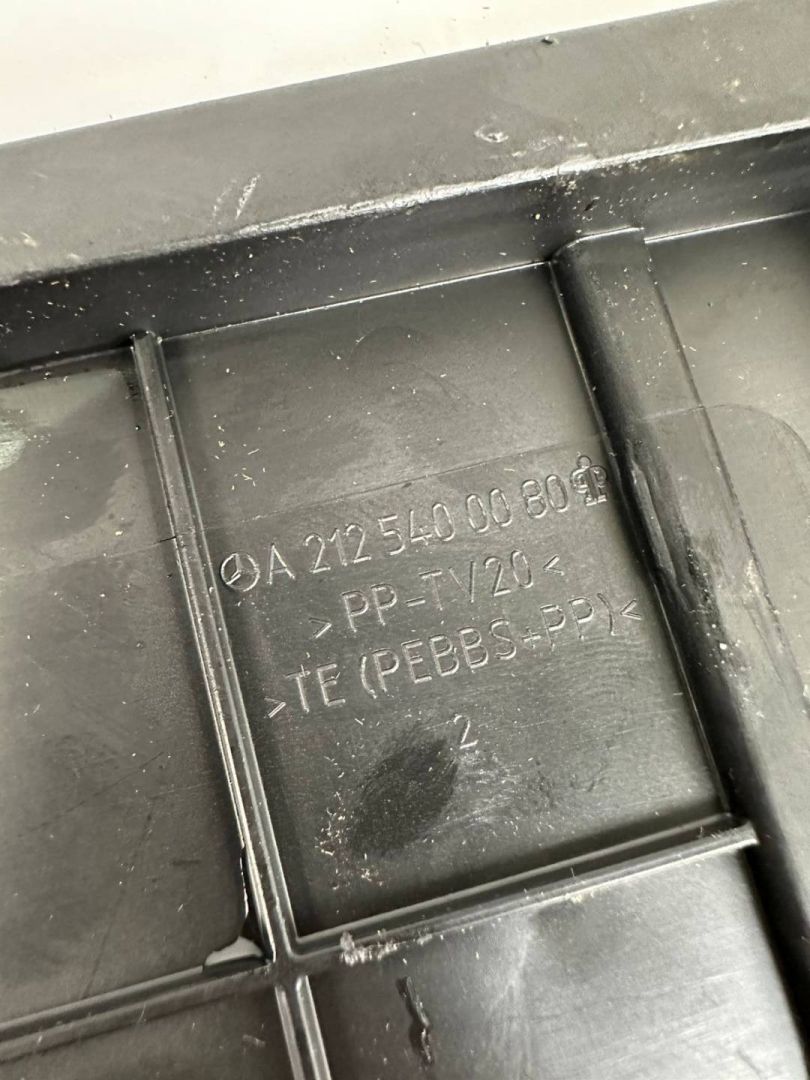 A 212 540 00 80
>PP-TV20<
>TE (PEBBS+PP)<
2